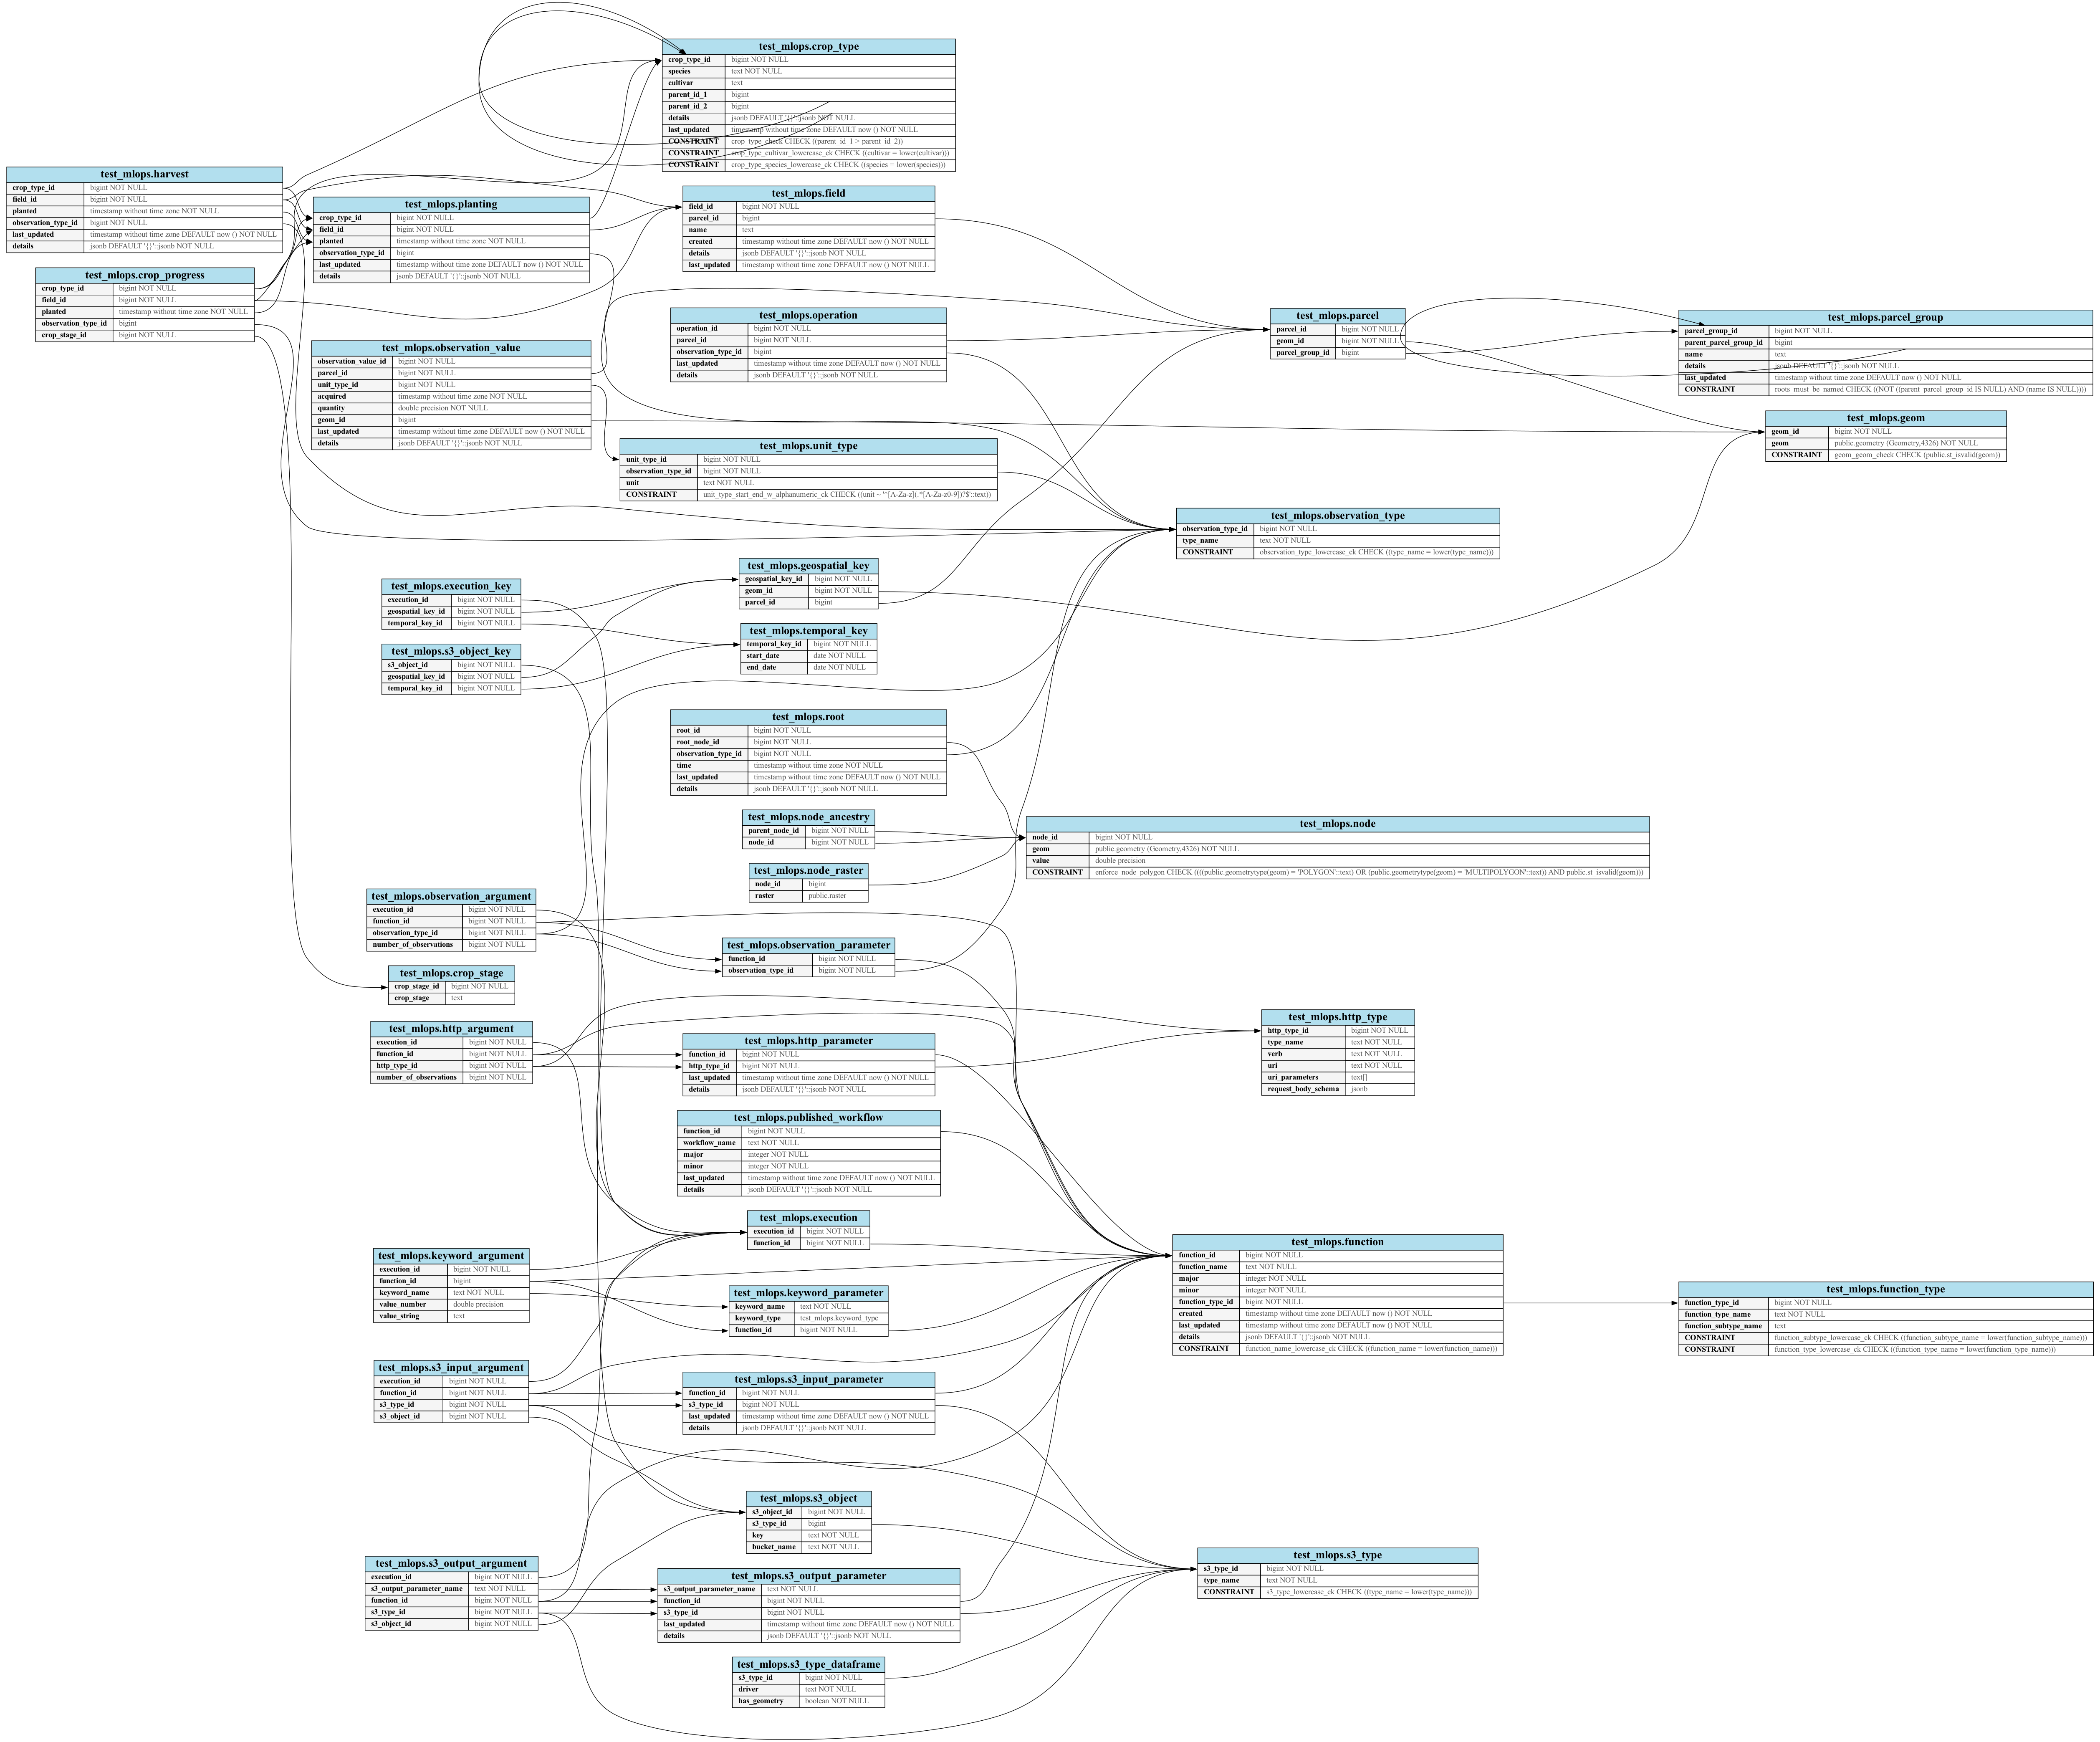 test_mlops.crop_type
crop_type_id bigint NOT NULL
species text NOT NULL
cultivar text
parent_id_1 bigint
parent_id_2 bigint
details jsonb DEFAULT '{}'::jsonb NOT NULL
last_updated timestamp without time zone DEFAULT now () NOT NULL
CONSTRAINT crop_type_check CHECK ((parent_id_1 > parent_id_2))
CONSTRAINT crop_type_cultivar_lowercase_ck CHECK ((cultivar = lower(cultivar)))
CONSTRAINT crop_type_species_lowercase_ck CHECK ((species = lower(species)))
test_mlops.harvest
crop_type_id bigint NOT NULL
field_id bigint NOT NULL
planted timestamp without time zone NOT NULL
observation_type_id bigint NOT NULL
last_updated timestamp without time zone DEFAULT now () NOT NULL
details jsonb DEFAULT '{}'::jsonb NOT NULL
test_mlops.planting
crop_type_id bigint NOT NULL
field_id bigint NOT NULL
planted timestamp without time zone NOT NULL
observation_type_id bigint
last_updated timestamp without time zone DEFAULT now () NOT NULL
details jsonb DEFAULT '{}'::jsonb NOT NULL
test_mlops.field
field_id bigint NOT NULL
parcel_id bigint
name text
created timestamp without time zone DEFAULT now () NOT NULL
details jsonb DEFAULT '{}'::jsonb NOT NULL
last_updated timestamp without time zone DEFAULT now () NOT NULL
test_mlops.crop_progress
crop_type_id bigint NOT NULL
field_id bigint NOT NULL
planted timestamp without time zone NOT NULL
observation_type_id bigint
crop_stage_id bigint NOT NULL
test_mlops.observation_value
observation_value_id bigint NOT NULL
parcel_id bigint NOT NULL
unit_type_id bigint NOT NULL
acquired timestamp without time zone NOT NULL
quantity double precision NOT NULL
geom_id bigint
last_updated timestamp without time zone DEFAULT now () NOT NULL
details jsonb DEFAULT '{}'::jsonb NOT NULL
test_mlops.operation
operation_id bigint NOT NULL
parcel_id bigint NOT NULL
observation_type_id bigint
last_updated timestamp without time zone DEFAULT now () NOT NULL
details jsonb DEFAULT '{}'::jsonb NOT NULL
test_mlops.parcel
parcel_id bigint NOT NULL
geom_id bigint NOT NULL
parcel_group_id bigint
test_mlops.parcel_group
parcel_group_id bigint NOT NULL
parent_parcel_group_id bigint
name text
details jsonb DEFAULT '{}'::jsonb NOT NULL
last_updated timestamp without time zone DEFAULT now () NOT NULL
CONSTRAINT roots_must_be_named CHECK ((NOT ((parent_parcel_group_id IS NULL) AND (name IS NULL))))
test_mlops.geom
geom_id bigint NOT NULL
geom public.geometry (Geometry,4326) NOT NULL
CONSTRAINT geom_geom_check CHECK (public.st_isvalid(geom))
test_mlops.unit_type
unit_type_id bigint NOT NULL
observation_type_id bigint NOT NULL
unit text NOT NULL
CONSTRAINT unit_type_start_end_w_alphanumeric_ck CHECK ((unit ~ '^[A-Za-z](.*[A-Za-z0-9])?$'::text))
test_mlops.observation_type
observation_type_id bigint NOT NULL
type_name text NOT NULL
CONSTRAINT observation_type_lowercase_ck CHECK ((type_name = lower(type_name)))
test_mlops.execution_key
execution_id bigint NOT NULL
geospatial_key_id bigint NOT NULL
temporal_key_id bigint NOT NULL
test_mlops.geospatial_key
geospatial_key_id bigint NOT NULL
geom_id bigint NOT NULL
parcel_id bigint
test_mlops.s3_object_key
s3_object_id bigint NOT NULL
geospatial_key_id bigint NOT NULL
temporal_key_id bigint NOT NULL
test_mlops.temporal_key
temporal_key_id bigint NOT NULL
start_date date NOT NULL
end_date date NOT NULL
test_mlops.root
root_id bigint NOT NULL
root_node_id bigint NOT NULL
observation_type_id bigint NOT NULL
time timestamp without time zone NOT NULL
last_updated timestamp without time zone DEFAULT now () NOT NULL
details jsonb DEFAULT '{}'::jsonb NOT NULL
test_mlops.node_ancestry
parent_node_id bigint NOT NULL
node_id bigint NOT NULL
test_mlops.node
node_id bigint NOT NULL
geom public.geometry (Geometry,4326) NOT NULL
value double precision
CONSTRAINT enforce_node_polygon CHECK ((((public.geometrytype(geom) = 'POLYGON'::text) OR (public.geometrytype(geom) = 'MULTIPOLYGON'::text)) AND public.st_isvalid(geom)))
test_mlops.node_raster
node_id bigint
raster public.raster
test_mlops.observation_argument
execution_id bigint NOT NULL
function_id bigint NOT NULL
observation_type_id bigint NOT NULL
number_of_observations bigint NOT NULL
test_mlops.observation_parameter
function_id bigint NOT NULL
observation_type_id bigint NOT NULL
test_mlops.crop_stage
crop_stage_id bigint NOT NULL
crop_stage text
test_mlops.http_argument
execution_id bigint NOT NULL
function_id bigint NOT NULL
http_type_id bigint NOT NULL
number_of_observations bigint NOT NULL
test_mlops.http_parameter
function_id bigint NOT NULL
http_type_id bigint NOT NULL
last_updated timestamp without time zone DEFAULT now () NOT NULL
details jsonb DEFAULT '{}'::jsonb NOT NULL
test_mlops.http_type
http_type_id bigint NOT NULL
type_name text NOT NULL
verb text NOT NULL
uri text NOT NULL
uri_parameters text[]
request_body_schema jsonb
test_mlops.published_workflow
function_id bigint NOT NULL
workflow_name text NOT NULL
major integer NOT NULL
minor integer NOT NULL
last_updated timestamp without time zone DEFAULT now () NOT NULL
details jsonb DEFAULT '{}'::jsonb NOT NULL
test_mlops.execution
execution_id bigint NOT NULL
function_id bigint NOT NULL
test_mlops.keyword_argument
execution_id bigint NOT NULL
function_id bigint
keyword_name text NOT NULL
value_number double precision
value_string text
test_mlops.keyword_parameter
keyword_name text NOT NULL
keyword_type test_mlops.keyword_type
function_id bigint NOT NULL
test_mlops.function
function_id bigint NOT NULL
function_name text NOT NULL
major integer NOT NULL
minor integer NOT NULL
function_type_id bigint NOT NULL
created timestamp without time zone DEFAULT now () NOT NULL
last_updated timestamp without time zone DEFAULT now () NOT NULL
details jsonb DEFAULT '{}'::jsonb NOT NULL
CONSTRAINT function_name_lowercase_ck CHECK ((function_name = lower(function_name)))
test_mlops.function_type
function_type_id bigint NOT NULL
function_type_name text NOT NULL
function_subtype_name text
CONSTRAINT function_subtype_lowercase_ck CHECK ((function_subtype_name = lower(function_subtype_name)))
CONSTRAINT function_type_lowercase_ck CHECK ((function_type_name = lower(function_type_name)))
test_mlops.s3_input_argument
execution_id bigint NOT NULL
function_id bigint NOT NULL
s3_type_id bigint NOT NULL
s3_object_id bigint NOT NULL
test_mlops.s3_input_parameter
function_id bigint NOT NULL
s3_type_id bigint NOT NULL
last_updated timestamp without time zone DEFAULT now () NOT NULL
details jsonb DEFAULT '{}'::jsonb NOT NULL
test_mlops.s3_object
s3_object_id bigint NOT NULL
s3_type_id bigint
key text NOT NULL
bucket_name text NOT NULL
test_mlops.s3_output_argument
execution_id bigint NOT NULL
s3_output_parameter_name text NOT NULL
function_id bigint NOT NULL
s3_type_id bigint NOT NULL
s3_object_id bigint NOT NULL
test_mlops.s3_output_parameter
s3_output_parameter_name text NOT NULL
function_id bigint NOT NULL
s3_type_id bigint NOT NULL
last_updated timestamp without time zone DEFAULT now () NOT NULL
details jsonb DEFAULT '{}'::jsonb NOT NULL
test_mlops.s3_type
s3_type_id bigint NOT NULL
type_name text NOT NULL
CONSTRAINT s3_type_lowercase_ck CHECK ((type_name = lower(type_name)))
test_mlops.s3_type_dataframe
s3_type_id bigint NOT NULL
driver text NOT NULL
has_geometry boolean NOT NULL